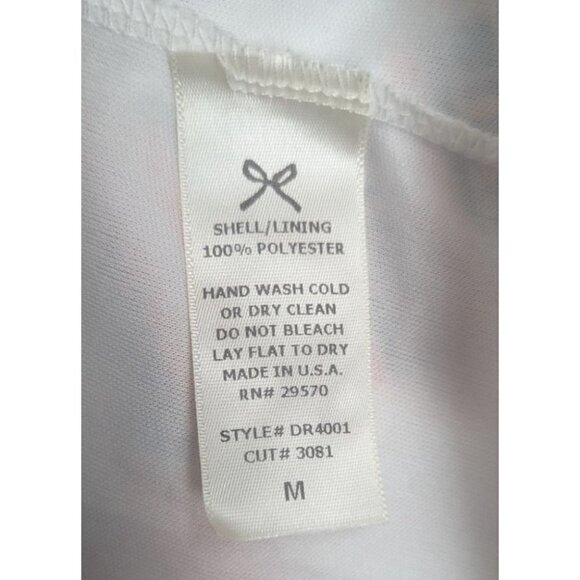 SHELL/LINING
100% POLYESTER
HAND WASH COLD
OR DRY CLEAN
DO NOT BLEACH
LAY FLAT TO DRY
MADE IN U.S.A.
RN# 29570
STYLE# DR4001
CUT# 3081
M